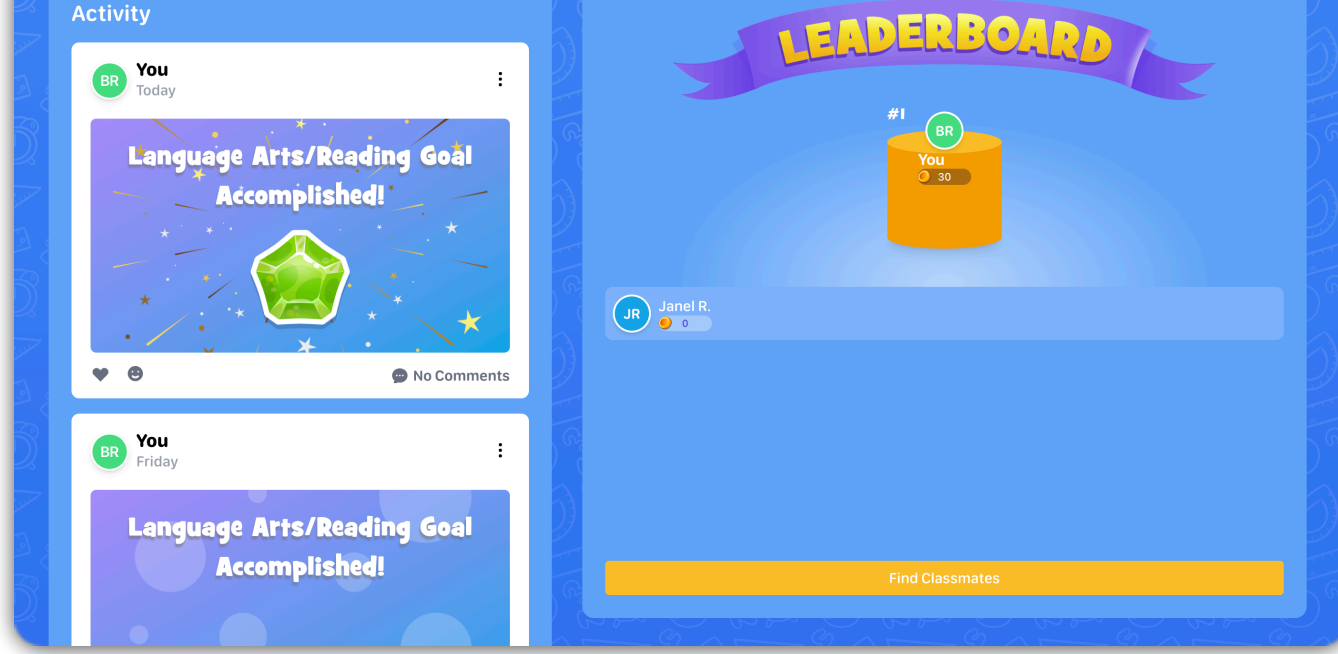 Activity
BR
You
Today
Language Arts/Reading Goal
Accomplished!
No Comments
BR
You
Friday
Language Arts/Reading Goal
Accomplished!
LEADERBOARD
#1
BR
You
30
JR
Janel R.
0
Find Classmates